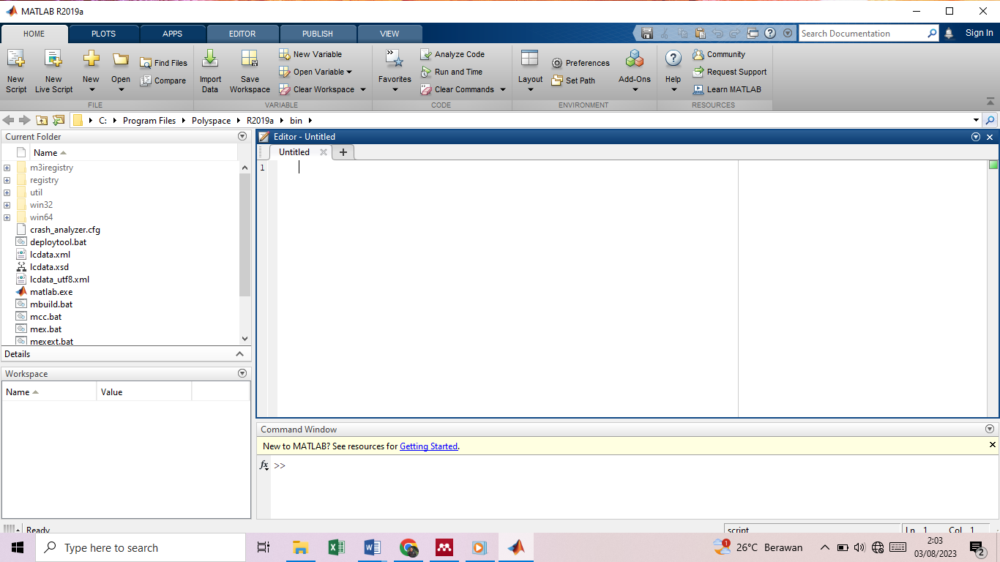 MATLAB R2019a
HOME PLOTS APPS EDITOR PUBLISH VIEW
Search Documentation
Sign In
New Script
New Live Script
New
Open
Find Files
Compare
FILE
Import Data
Save Workspace
New Variable
Open Variable
Clear Workspace
VARIABLE
Favorites
Analyze Code
Run and Time
Clear Commands
CODE
Layout
Preferences
Set Path
Add-Ons
ENVIRONMENT
Help
Community
Request Support
Learn MATLAB
RESOURCES
C: Program Files Polyspace R2019a bin
Current Folder
Name
m3iregistry
registry
util
win32
win64
crash_analyzer.cfg
deploytool.bat
lcdata.xml
lcdata.xsd
lcdata_utf8.xml
matlab.exe
mbuild.bat
mcc.bat
mex.bat
mexext.bat
Details
Workspace
Name Value
Editor - Untitled
Untitled
1
Command Window
New to MATLAB? See resources for Getting Started.
fx >>
Ready
script
Ln 1 Col 1
Type here to search
1
26°C Berawan
2:03
03/08/2023
2